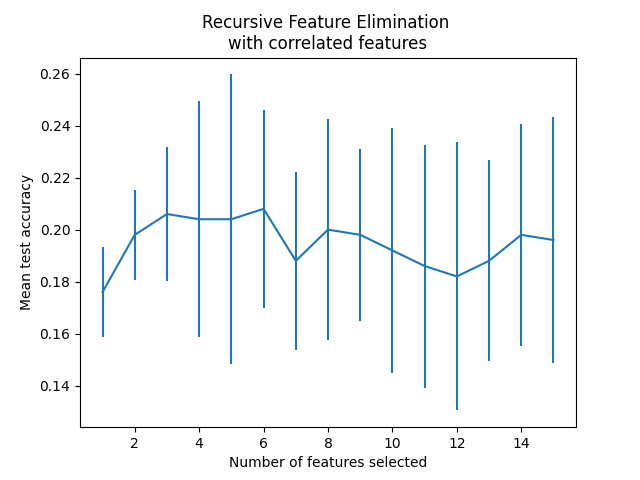 Recursive Feature Elimination
with correlated features
Mean test accuracy
0.26
0.24
0.22
0.20
0.18
0.16
0.14
2 4 6 8 10 12 14
Number of features selected